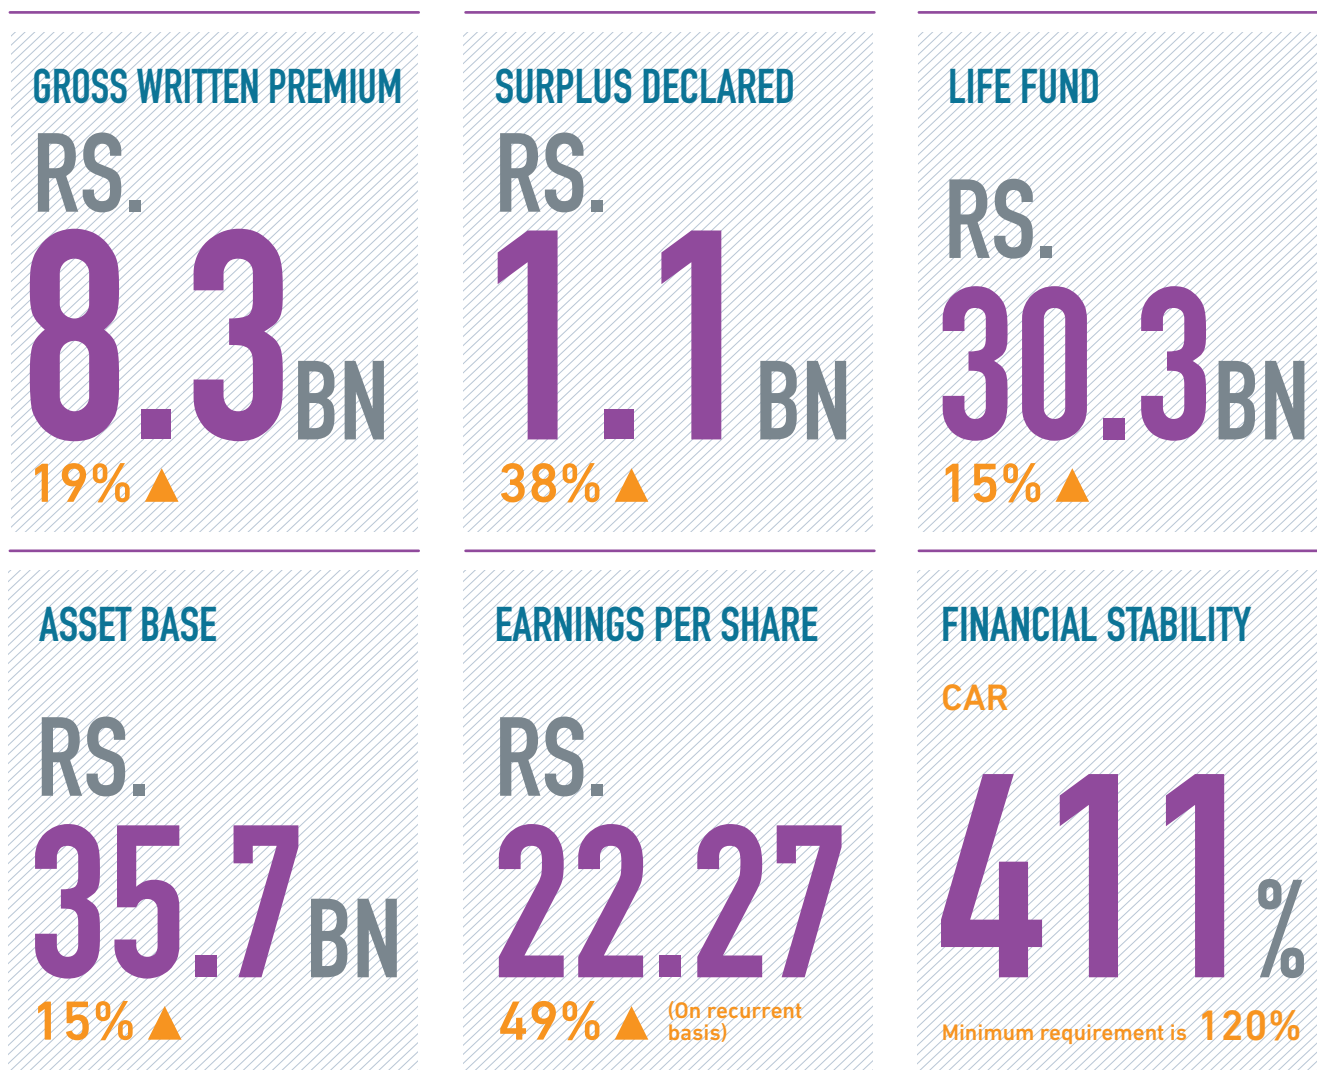 GROSS WRITTEN PREMIUM
RS.
8.3BN
19% ▲
SURPLUS DECLARED
RS.
1.1BN
38% ▲
LIFE FUND
RS.
30.3BN
15% ▲
ASSET BASE
RS.
35.7BN
15% ▲
EARNINGS PER SHARE
RS.
22.27
49% ▲ (On recurrent
basis)
FINANCIAL STABILITY
CAR
411%
Minimum requirement is 120%